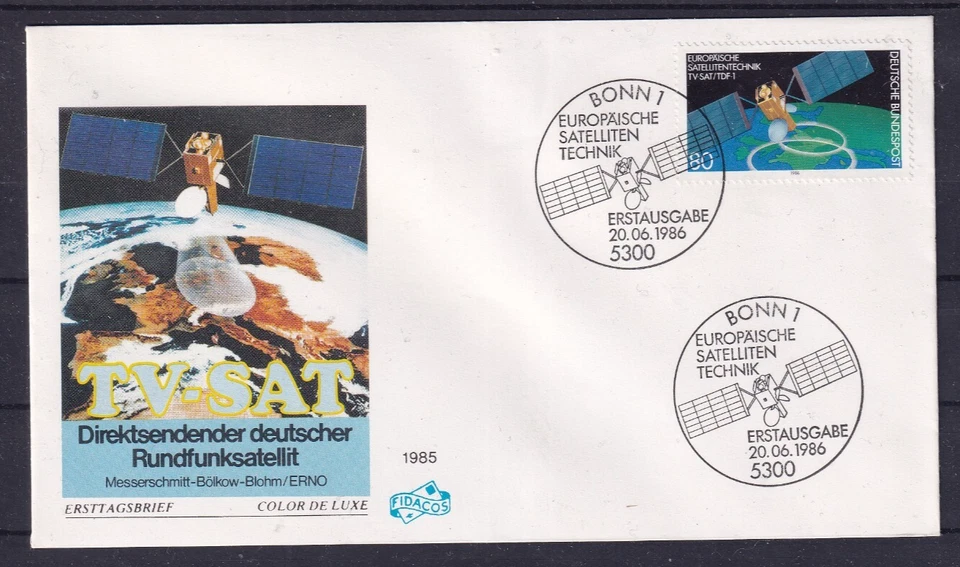 TV-SAT
Direktsendender deutscher
Rundfunksatellit
Messerschmitt-Bölkow-Blohm/ERNO
ERSTTAGSBRIEF COLOR DE LUXE
1985
FIDACOS
BONN 1
EUROPÄISCHE
SATELLITEN
TECHNIK
ERSTAUSGABE
20.06.1986
5300
EUROPÄISCHE
SATELLITENTECHNIK
TV-SAT/TDF-1
DEUTSCHE BUNDESPOST
80
1986
BONN 1
EUROPÄISCHE
SATELLITEN
TECHNIK
ERSTAUSGABE
20.06.1986
5300